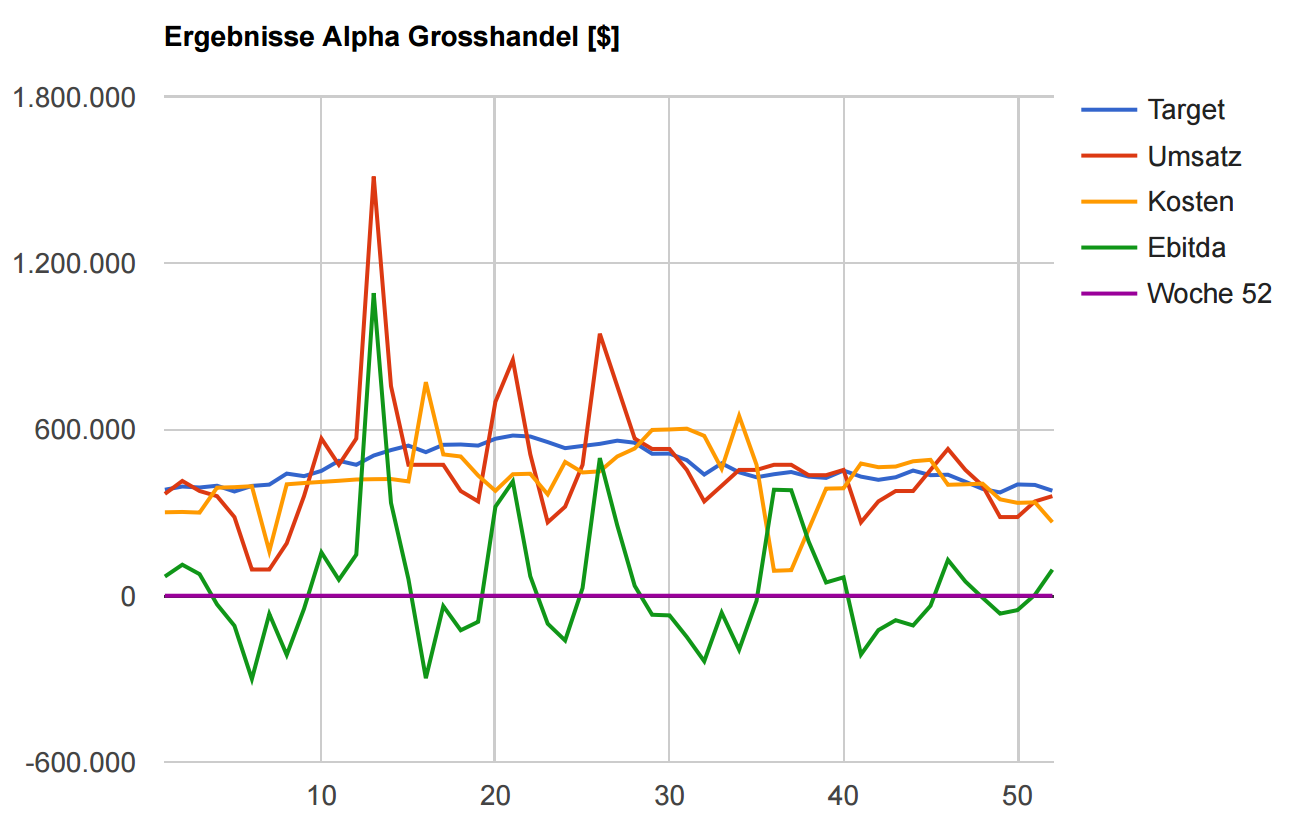 Ergebnisse Alpha Grosshandel [$]
1.800.000
1.200.000
600.000
0
-600.000
10 20 30 40 50
Target
Umsatz
Kosten
Ebitda
Woche 52